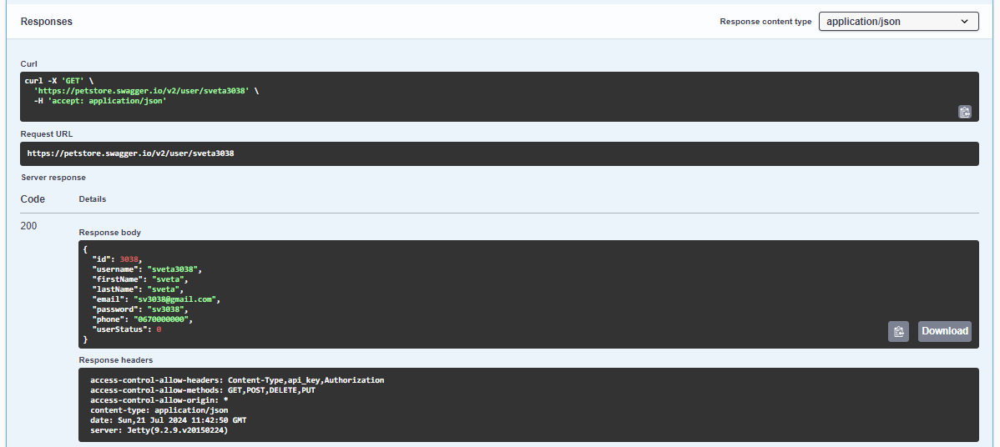 Responses
Response content type
application/json
Curl
curl -X 'GET' \
'https://petstore.swagger.io/v2/user/sveta3038' \
-H 'accept: application/json'
Request URL
https://petstore.swagger.io/v2/user/sveta3038
Server response
Code
Details
200
Response body
{
"id": 3038,
"username": "sveta3038",
"firstName": "sveta",
"lastName": "sveta",
"email": "sv3038@gmail.com",
"password": "sv3038",
"phone": "0670000000",
"userStatus": 0
}
Download
Response headers
access-control-allow-headers: Content-Type,api_key,Authorization
access-control-allow-methods: GET,POST,DELETE,PUT
access-control-allow-origin: *
content-type: application/json
date: Sun,21 Jul 2024 11:42:50 GMT
server: Jetty(9.2.9.v20150224)